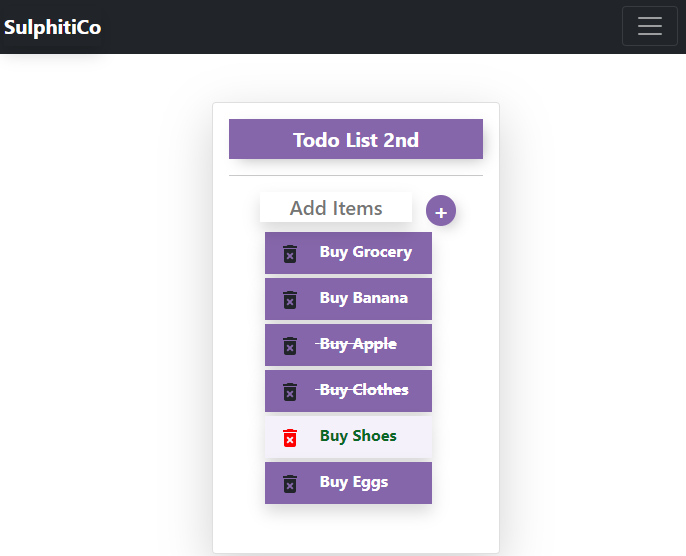 SulphitiCo
Todo List 2nd
Add Items
+
Buy Grocery
Buy Banana
Buy Apple
Buy Clothes
Buy Shoes
Buy Eggs